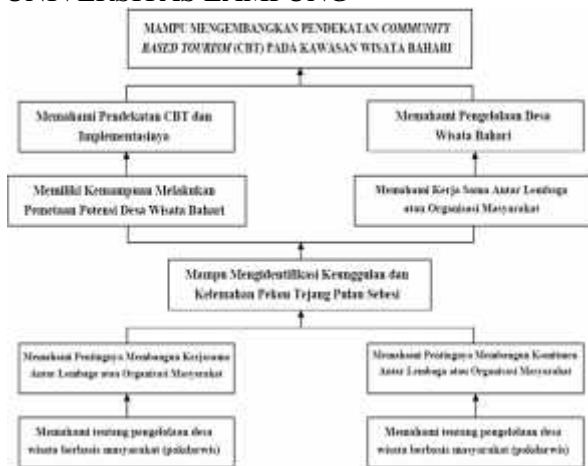 UNIVERSITAS LAMPUNG
MAMPU MENGEMBANGKAN PENDEKATAN COMMUNITY
BASED TOURISM (CBT) PADA KAWASAN WISATA BAHARI
Memahami Pendekatan CBT dan
Implementasinya
Memahami Pengelolaan Desa
Wisata Bahari
Memiliki Kemampuan Melakukan
Pemetaan Potensi Desa Wisata Bahari
Memahami Kerja Sama Antar Lembaga
atau Organisasi Masyarakat
Mampu Mengidentifikasi Keunggulan dan
Kelemahan Pekon Tejang Pulau Sebesi
Memahami Pentingnya Membangun Kerjasama
Antar Lembaga atau Organisasi Masyarakat
Memahami Pentingnya Membangun Komitmen
Antar Lembaga atau Organisasi Masyarakat
Memahami tentang pengelolaan desa
wisata berbasis masyarakat (pokdarwis)
Memahami tentang pengelolaan desa
wisata berbasis masyarakat (pokdarwis)